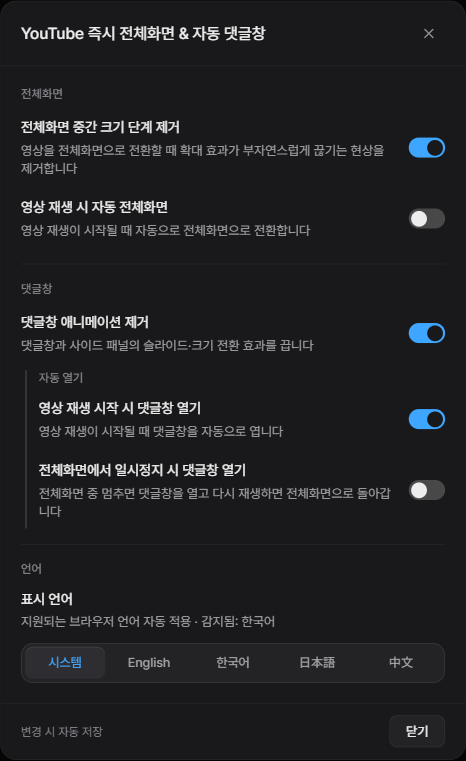 YouTube 즉시 전체화면 & 자동 댓글창
전체화면
전체화면 중간 크기 단계 제거
영상을 전체화면으로 전환할 때 확대 효과가 부자연스럽게 끊기는 현상을
제거합니다
영상 재생 시 자동 전체화면
영상 재생이 시작될 때 자동으로 전체화면으로 전환합니다
댓글창
댓글창 애니메이션 제거
댓글창과 사이드 패널의 슬라이드·크기 전환 효과를 끕니다
자동 열기
영상 재생 시작 시 댓글창 열기
영상 재생이 시작될 때 댓글창을 자동으로 엽니다
전체화면에서 일시정지 시 댓글창 열기
전체화면 중 멈추면 댓글창을 열고 다시 재생하면 전체화면으로 돌아갑
니다
언어
표시 언어
지원되는 브라우저 언어 자동 적용 · 감지됨: 한국어
시스템 English 한국어 日本語 中文
변경 시 자동 저장 닫기